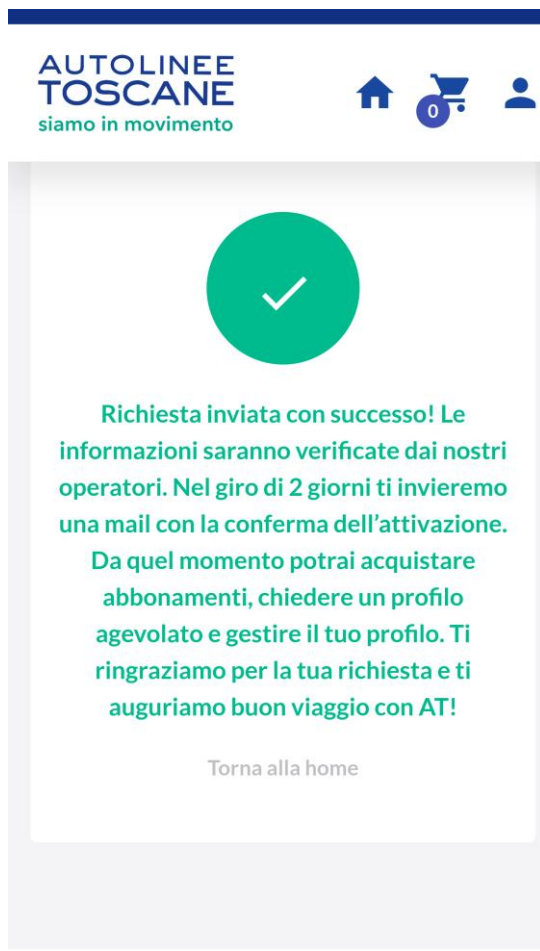 AUTOLINEE
TOSCANE
siamo in movimento
0
Richiesta inviata con successo! Le
informazioni saranno verificate dai nostri
operatori. Nel giro di 2 giorni ti invieremo
una mail con la conferma dell’attivazione.
Da quel momento potrai acquistare
abbonamenti, chiedere un profilo
agevolato e gestire il tuo profilo. Ti
ringraziamo per la tua richiesta e ti
auguriamo buon viaggio con AT!
Torna alla home